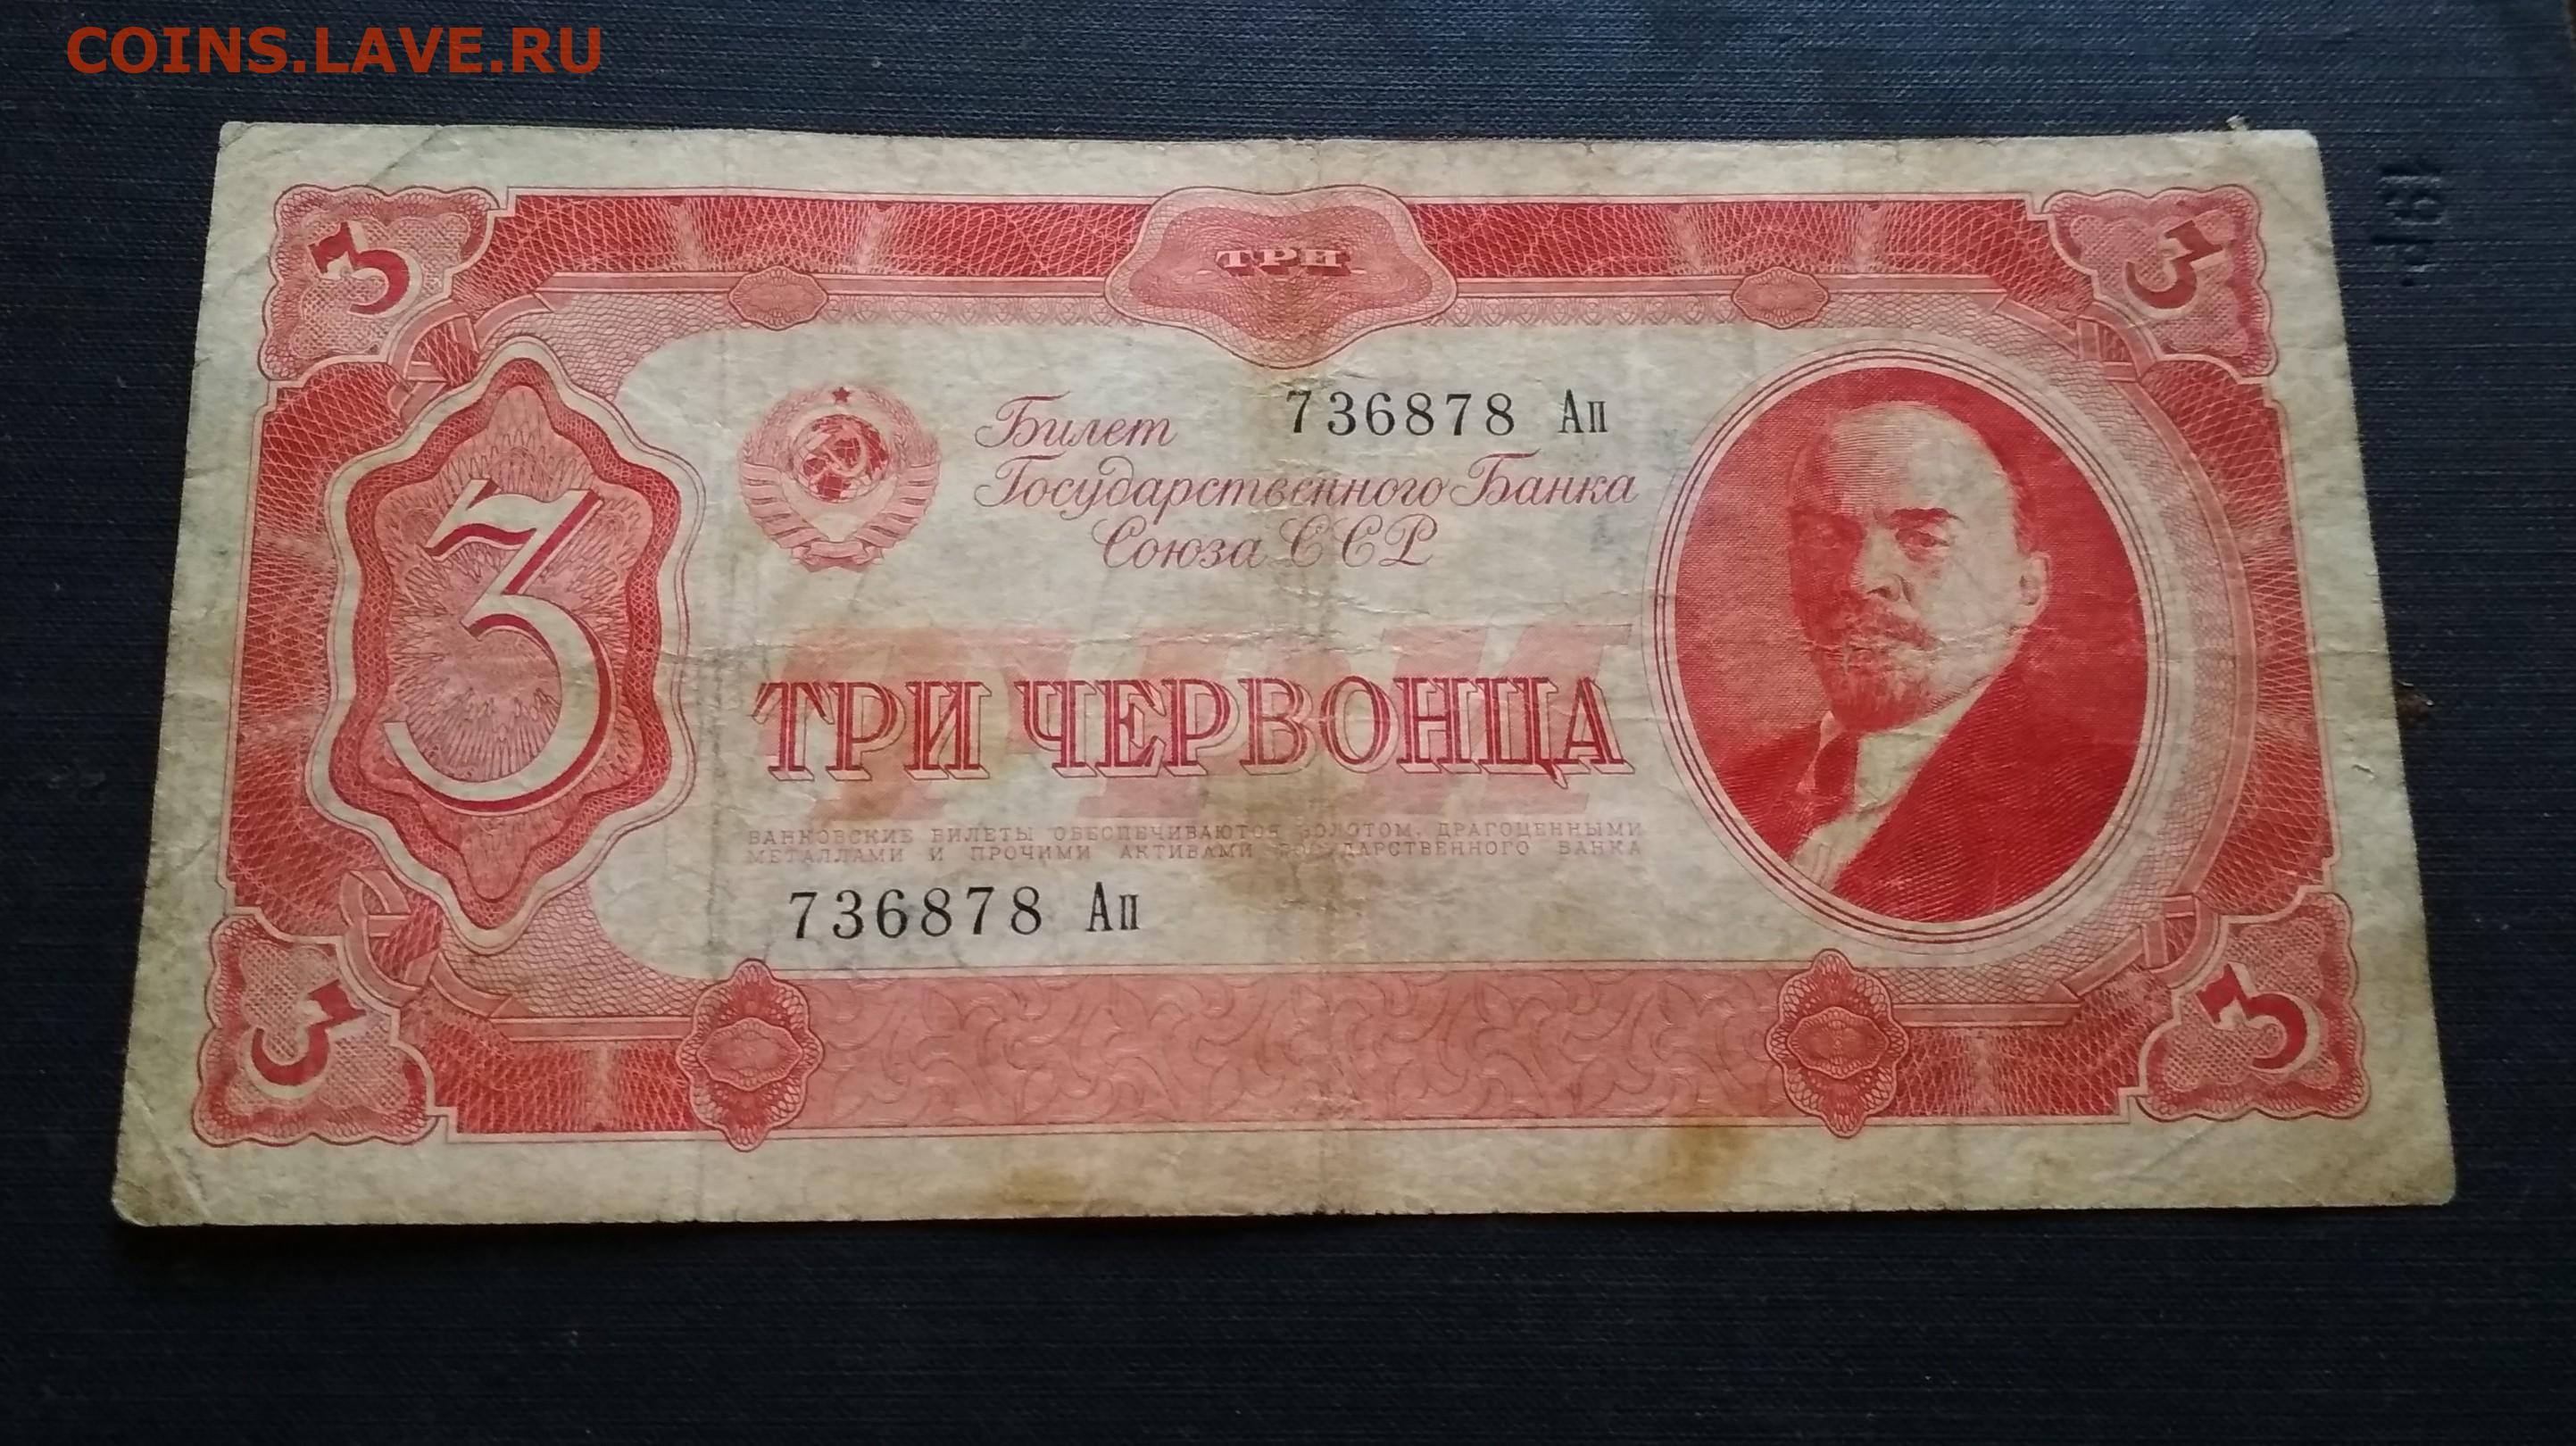 COINS.LAVE.RU
3
ТРИ
3
Билет
736878 Ап
Государственного Банка
Союза ССР
3
ТРИ
ТРИ ЧЕРВОНЦА
БАНКОВСКИЕ БИЛЕТЫ ОБЕСПЕЧИВАЮТСЯ ЗОЛОТОМ, ДРАГОЦЕННЫМИ
МЕТАЛЛАМИ И ПРОЧИМИ АКТИВАМИ ГОСУДАРСТВЕННОГО БАНКА
736878 Ап
3
3